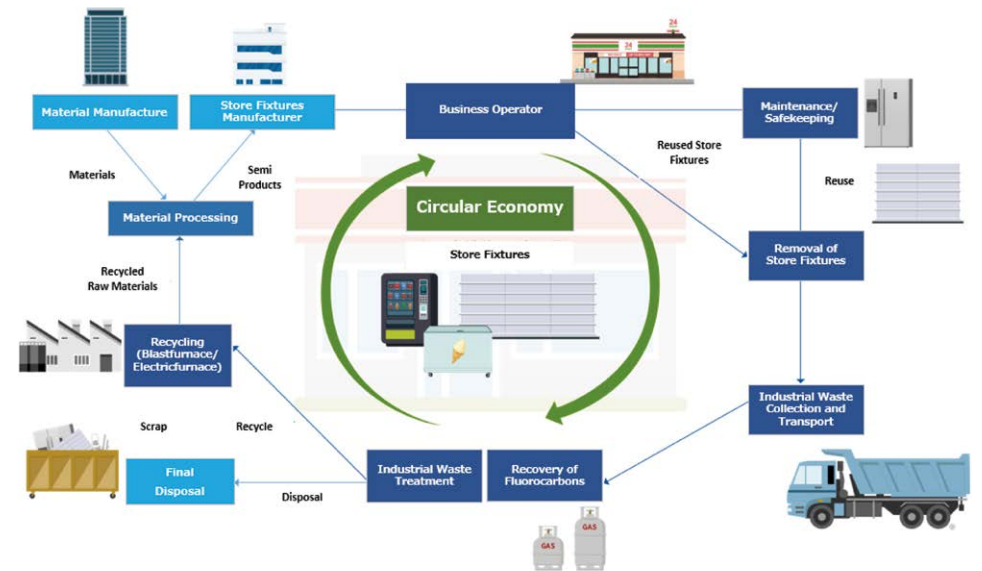 Material Manufacture
Store Fixtures
Manufacturer
Business Operator
24
24
Maintenance/
Safekeeping
Materials
Semi
Products
Reused Store
Fixtures
Reuse
Material Processing
Circular Economy
Store Fixtures
Removal of
Store Fixtures
Recycled
Raw Materials
Recycling
(Blastfurnace/
Electricfurnace)
Industrial Waste
Collection and
Transport
Scrap
Recycle
Final
Disposal
Disposal
Industrial Waste
Treatment
Recovery of
Fluorocarbons
GAS
GAS